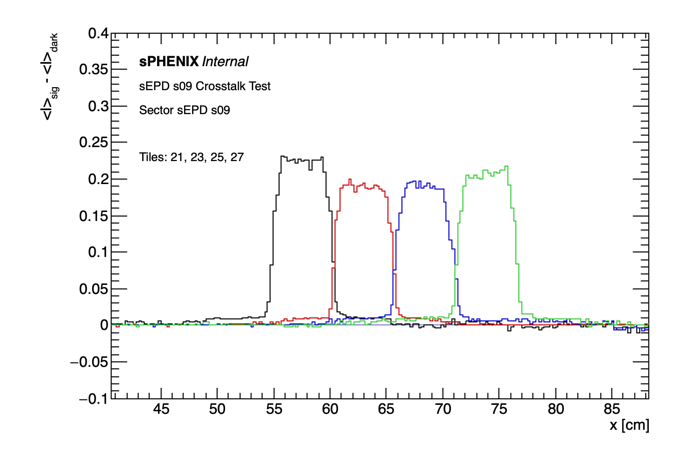 <I>sig - <I>dark
0.4
0.35
0.3
0.25
0.2
0.15
0.1
0.05
0
−0.05
−0.1
sPHENIX Internal
sEPD s09 Crosstalk Test
Sector sEPD s09
Tiles: 21, 23, 25, 27
45 50 55 60 65 70 75 80 85
x [cm]